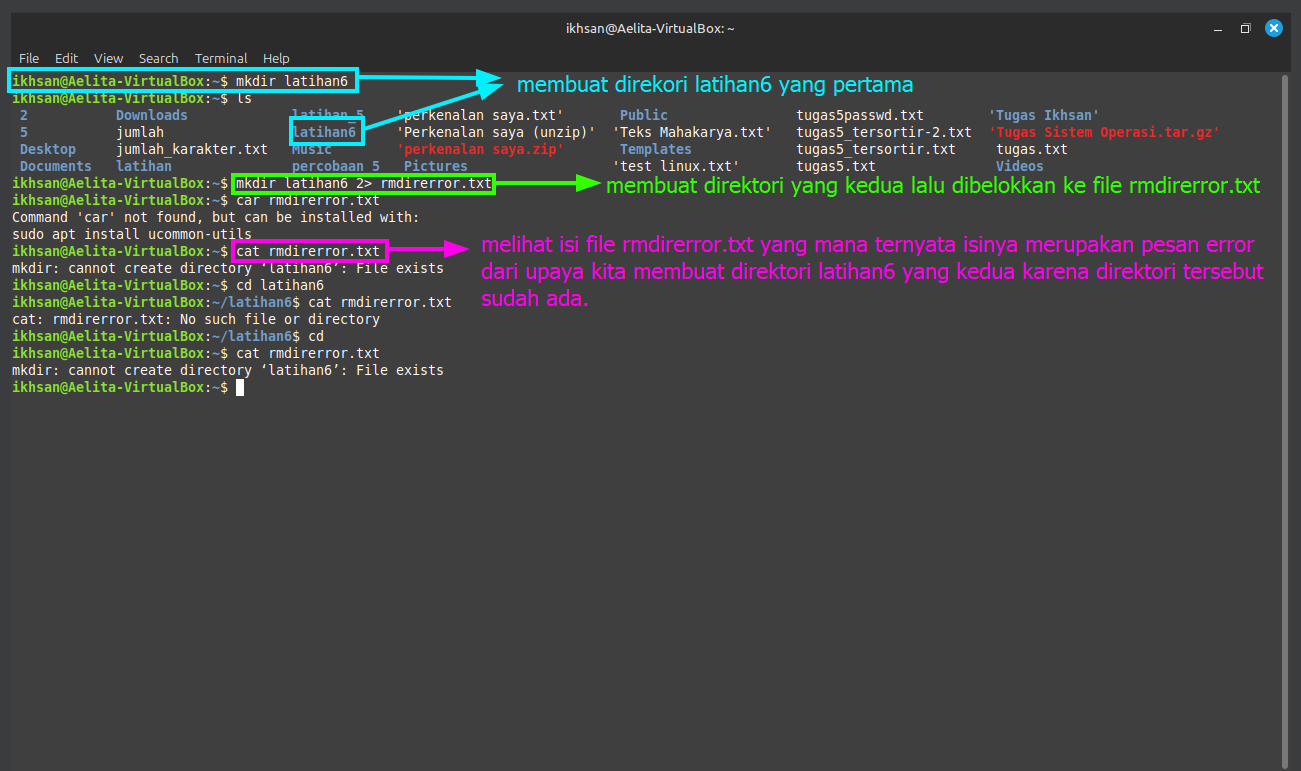 ikhsan@Aelita-VirtualBox: ~
File Edit View Search Terminal Help
ikhsan@Aelita-VirtualBox:~$ mkdir latihan6
membuat direkori latihan6 yang pertama
ikhsan@Aelita-VirtualBox:~$ ls
2 Downloads latihan_5 'perkenalan saya.txt' Public tugas5passwd.txt 'Tugas Ikhsan'
5 jumlah latihan6 'Perkenalan saya (unzip)' 'Teks Mahakarya.txt' tugas5_tersortir-2.txt 'Tugas Sistem Operasi.tar.gz'
Desktop jumlah_karakter.txt Music 'perkenalan saya.zip' Templates tugas5_tersortir.txt tugas.txt
Documents latihan percobaan_5 Pictures 'test linux.txt' tugas5.txt Videos
ikhsan@Aelita-VirtualBox:~$ mkdir latihan6 2> rmdirerror.txt
membuat direktori yang kedua lalu dibelokkan ke file rmdirerror.txt
ikhsan@Aelita-VirtualBox:~$ car rmdirerror.txt
Command 'car' not found, but can be installed with:
sudo apt install ucommon-utils
ikhsan@Aelita-VirtualBox:~$ cat rmdirerror.txt
melihat isi file rmdirerror.txt yang mana ternyata isinya merupakan pesan error
dari upaya kita membuat direktori latihan6 yang kedua karena direktori tersebut
sudah ada.
mkdir: cannot create directory ‘latihan6’: File exists
ikhsan@Aelita-VirtualBox:~$ cd latihan6
ikhsan@Aelita-VirtualBox:~/latihan6$ cat rmdirerror.txt
cat: rmdirerror.txt: No such file or directory
ikhsan@Aelita-VirtualBox:~/latihan6$ cd
ikhsan@Aelita-VirtualBox:~$ cat rmdirerror.txt
mkdir: cannot create directory ‘latihan6’: File exists
ikhsan@Aelita-VirtualBox:~$